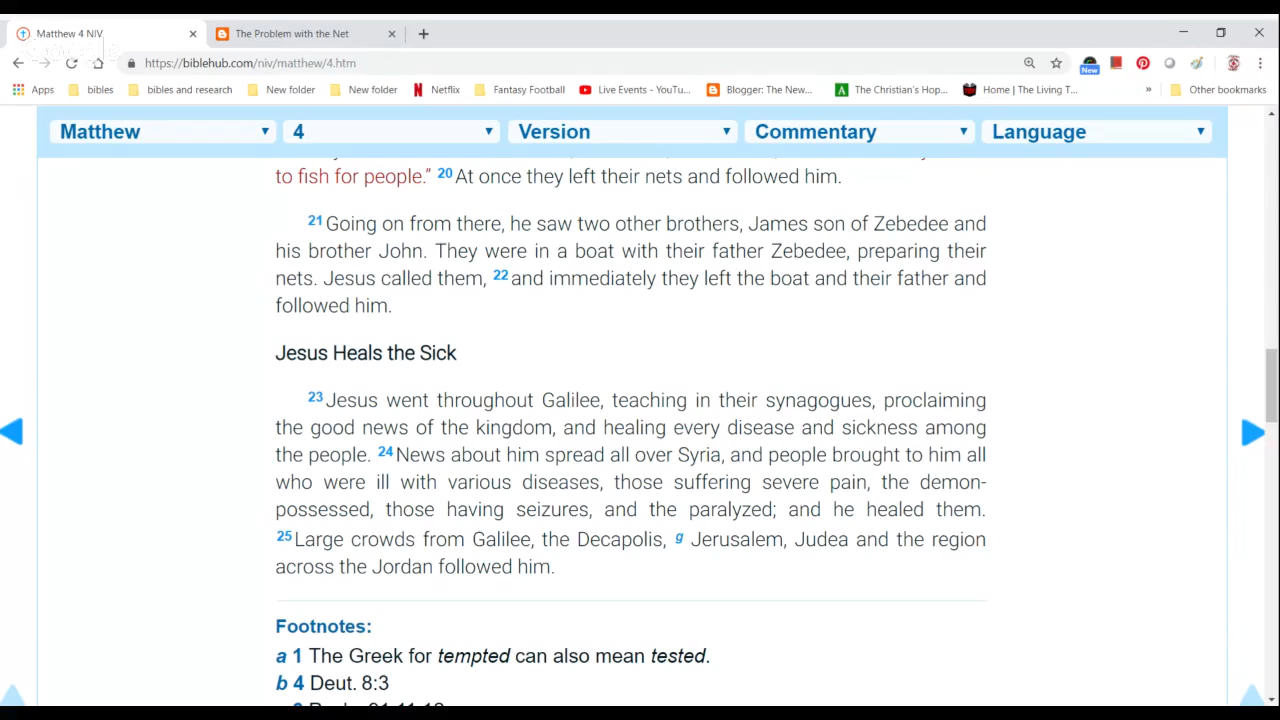 Matthew 4 NIV
The Problem with the Net
https://biblehub.com/niv/matthew/4.htm
New
Apps bibles bibles and research New folder New folder Netflix Fantasy Football Live Events - YouTu... Blogger: The New... The Christian's Hop... Home | The Living T... » Other bookmarks
Matthew 4 Version Commentary Language
to fish for people.” 20 At once they left their nets and followed him.
21 Going on from there, he saw two other brothers, James son of Zebedee and
his brother John. They were in a boat with their father Zebedee, preparing their
nets. Jesus called them, 22 and immediately they left the boat and their father and
followed him.
Jesus Heals the Sick
23 Jesus went throughout Galilee, teaching in their synagogues, proclaiming
the good news of the kingdom, and healing every disease and sickness among
the people. 24 News about him spread all over Syria, and people brought to him all
who were ill with various diseases, those suffering severe pain, the demon-
possessed, those having seizures, and the paralyzed; and he healed them.
25 Large crowds from Galilee, the Decapolis, g Jerusalem, Judea and the region
across the Jordan followed him.
Footnotes:
a 1 The Greek for tempted can also mean tested.
b 4 Deut. 8:3